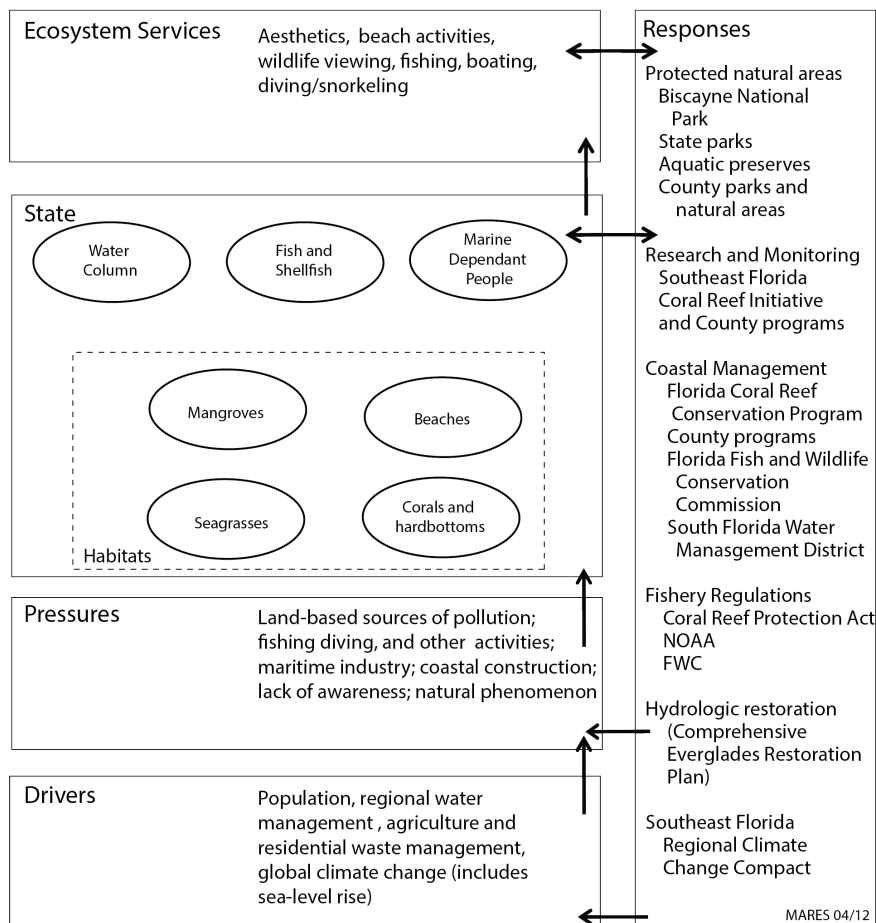 Ecosystem Services
Aesthetics, beach activities,
wildlife viewing, fishing, boating,
diving/snorkeling
State
Water
Column
Fish and
Shellfish
Marine
Dependant
People
Mangroves
Beaches
Seagrasses
Corals and
hardbottoms
Habitats
Pressures
Land-based sources of pollution;
fishing diving, and other activities;
maritime industry; coastal construction;
lack of awareness; natural phenomenon
Drivers
Population, regional water
management , agriculture and
residential waste management,
global climate change (includes
sea-level rise)
Responses
Protected natural areas
Biscayne National
Park
State parks
Aquatic preserves
County parks and
natural areas
Research and Monitoring
Southeast Florida
Coral Reef Initiative
and County programs
Coastal Management
Florida Coral Reef
Conservation Program
County programs
Florida Fish and Wildlife
Conservation
Commission
South Florida Water
Manasgement District
Fishery Regulations
Coral Reef Protection Act
NOAA
FWC
Hydrologic restoration
(Comprehensive
Everglades Restoration
Plan)
Southeast Florida
Regional Climate
Change Compact
MARES 04/12